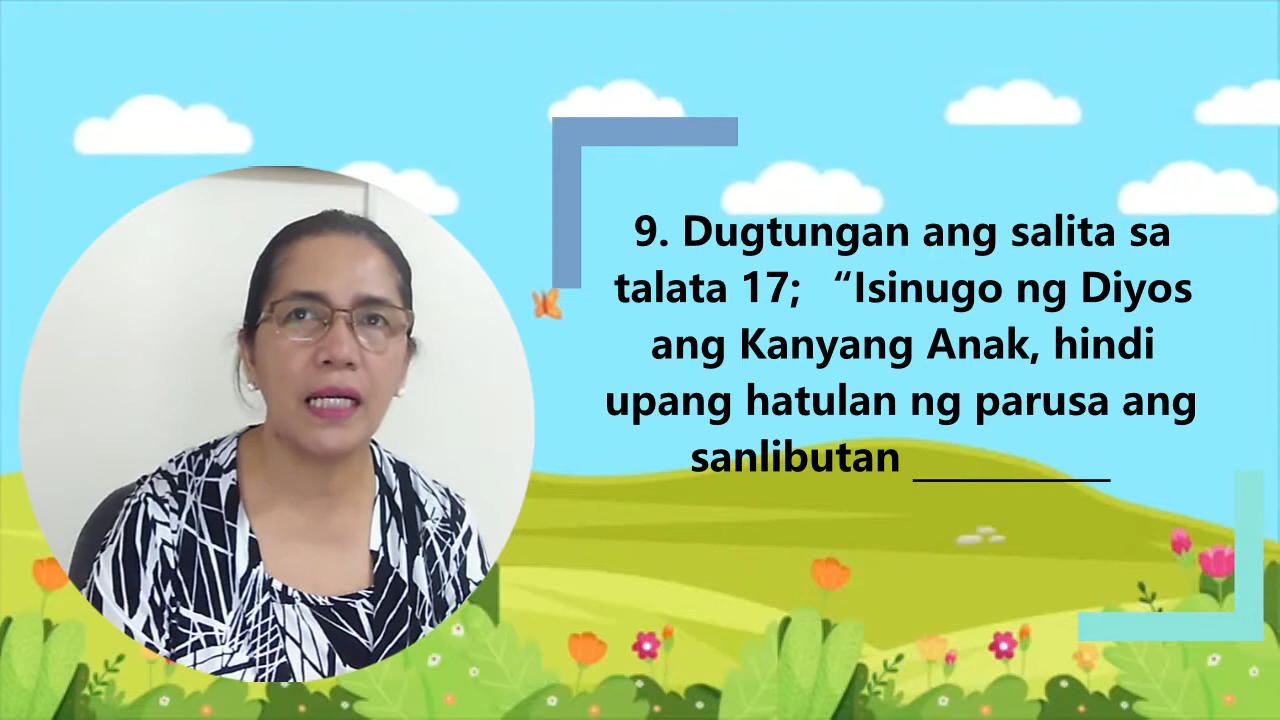 9. Dugtungan ang salita sa
talata 17; “Isinugo ng Diyos
ang Kanyang Anak, hindi
upang hatulan ng parusa ang
sanlibutan ___________